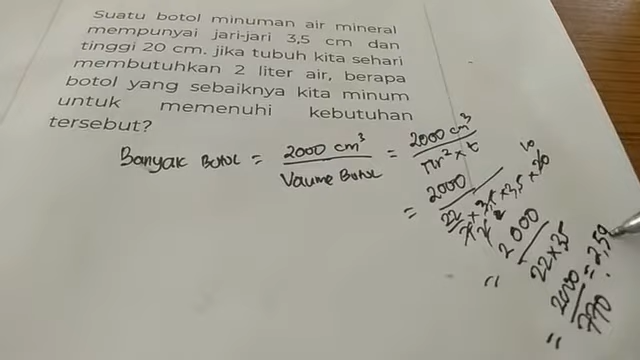 Suatu botol minuman air mineral
mempunyai jari-jari 3,5 cm dan
tinggi 20 cm. jika tubuh kita sehari
membutuhkan 2 liter air, berapa
botol yang sebaiknya kita minum
untuk memenuhi kebutuhan
tersebut?
Banyak Botol = 2000 cm³ / Volume Botol = 2000 cm³ / πr² × t
= 2000 / 22/7 × 3,5 × 3,5 × 20 10
= 2000 / 22 × 35
= 2000 / 770 = 2,59